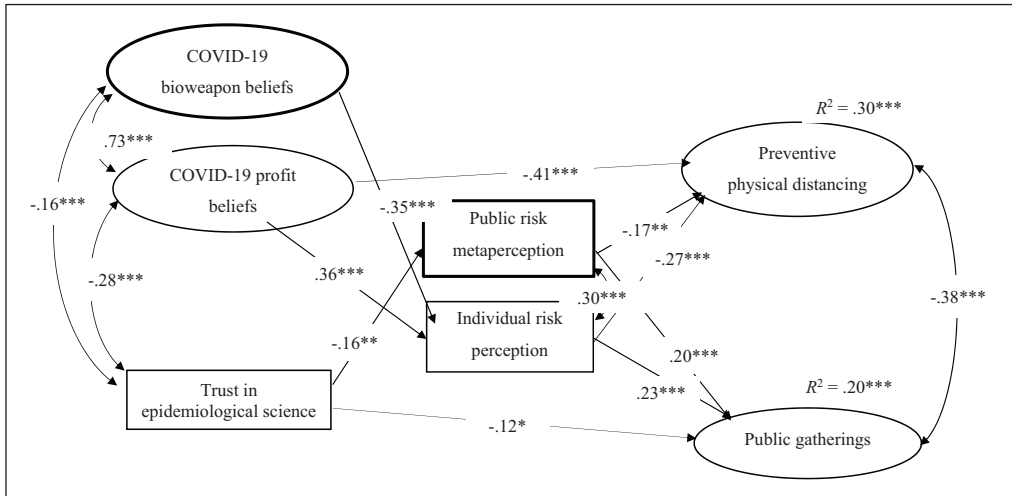 COVID-19
bioweapon beliefs
R² = .30***
.73***
Preventive
physical distancing
COVID-19 profit
beliefs
-.41***
-.16***
-.35***
Public risk
metaperception
-.17**
-.27***
.36***
-.28***
.30***
-.38***
Individual risk
perception
-.16**
.20***
.23***
R² = .20***
Trust in
epidemiological science
-.12*
Public gatherings